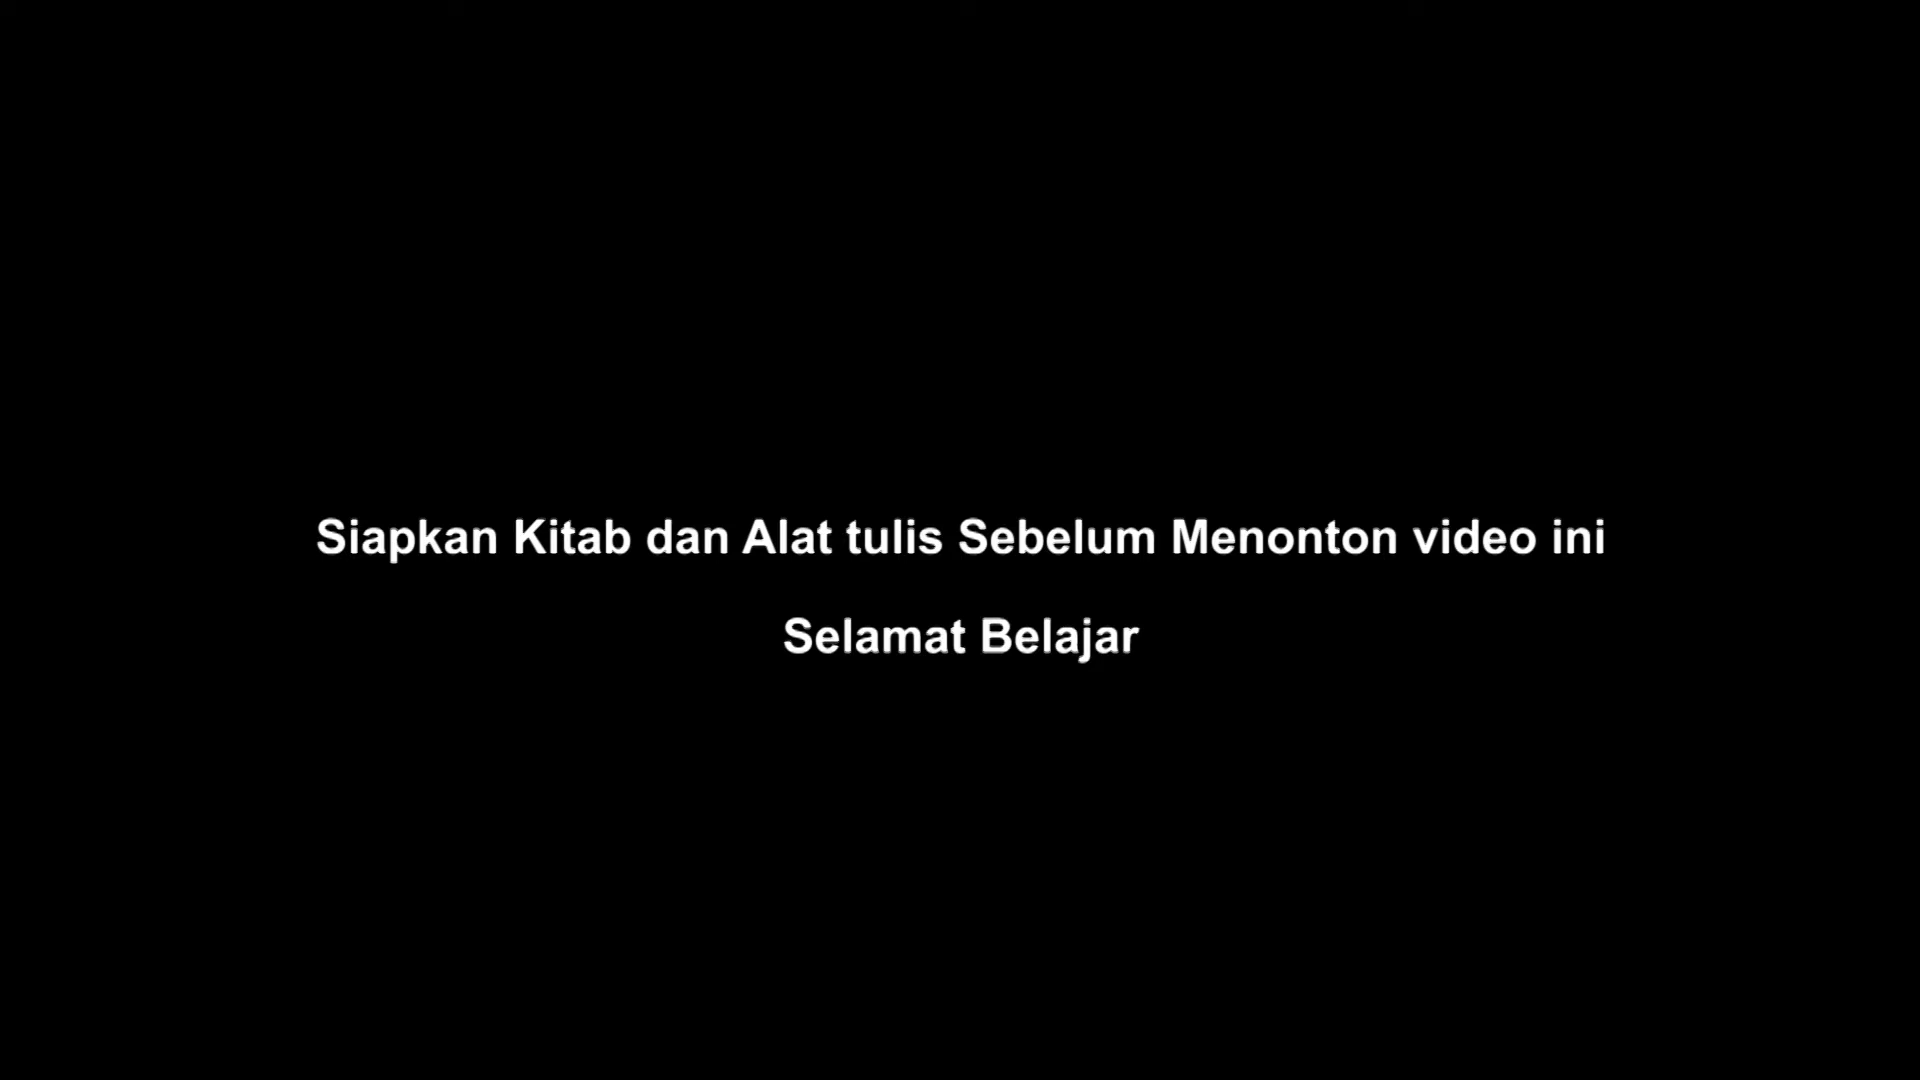 Siapkan Kitab dan Alat tulis Sebelum Menonton video ini
Selamat Belajar